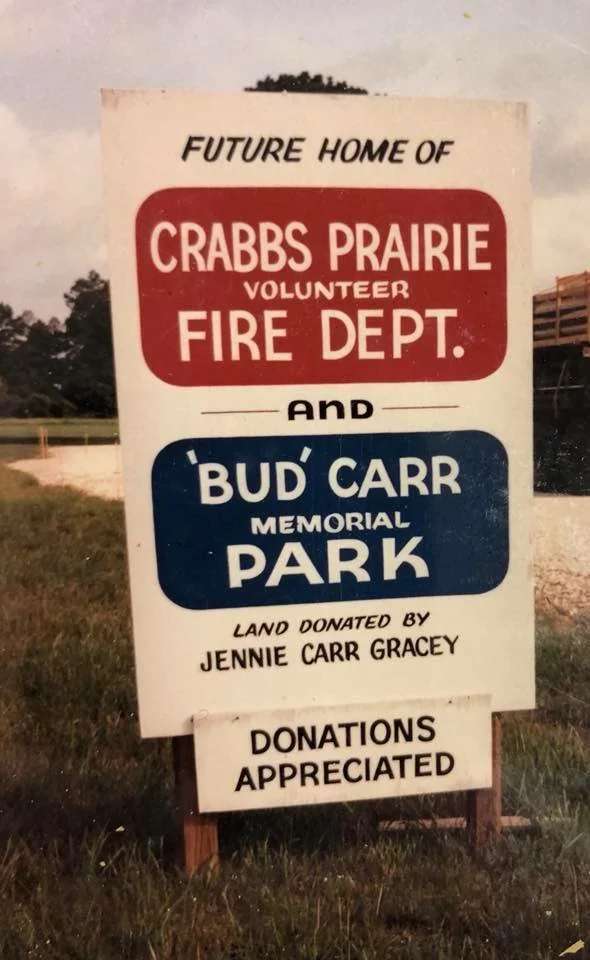 FUTURE HOME OF
CRABBS PRAIRIE
VOLUNTEER
FIRE DEPT.
AND
'BUD' CARR
MEMORIAL
PARK
LAND DONATED BY
JENNIE CARR GRACEY
DONATIONS
APPRECIATED